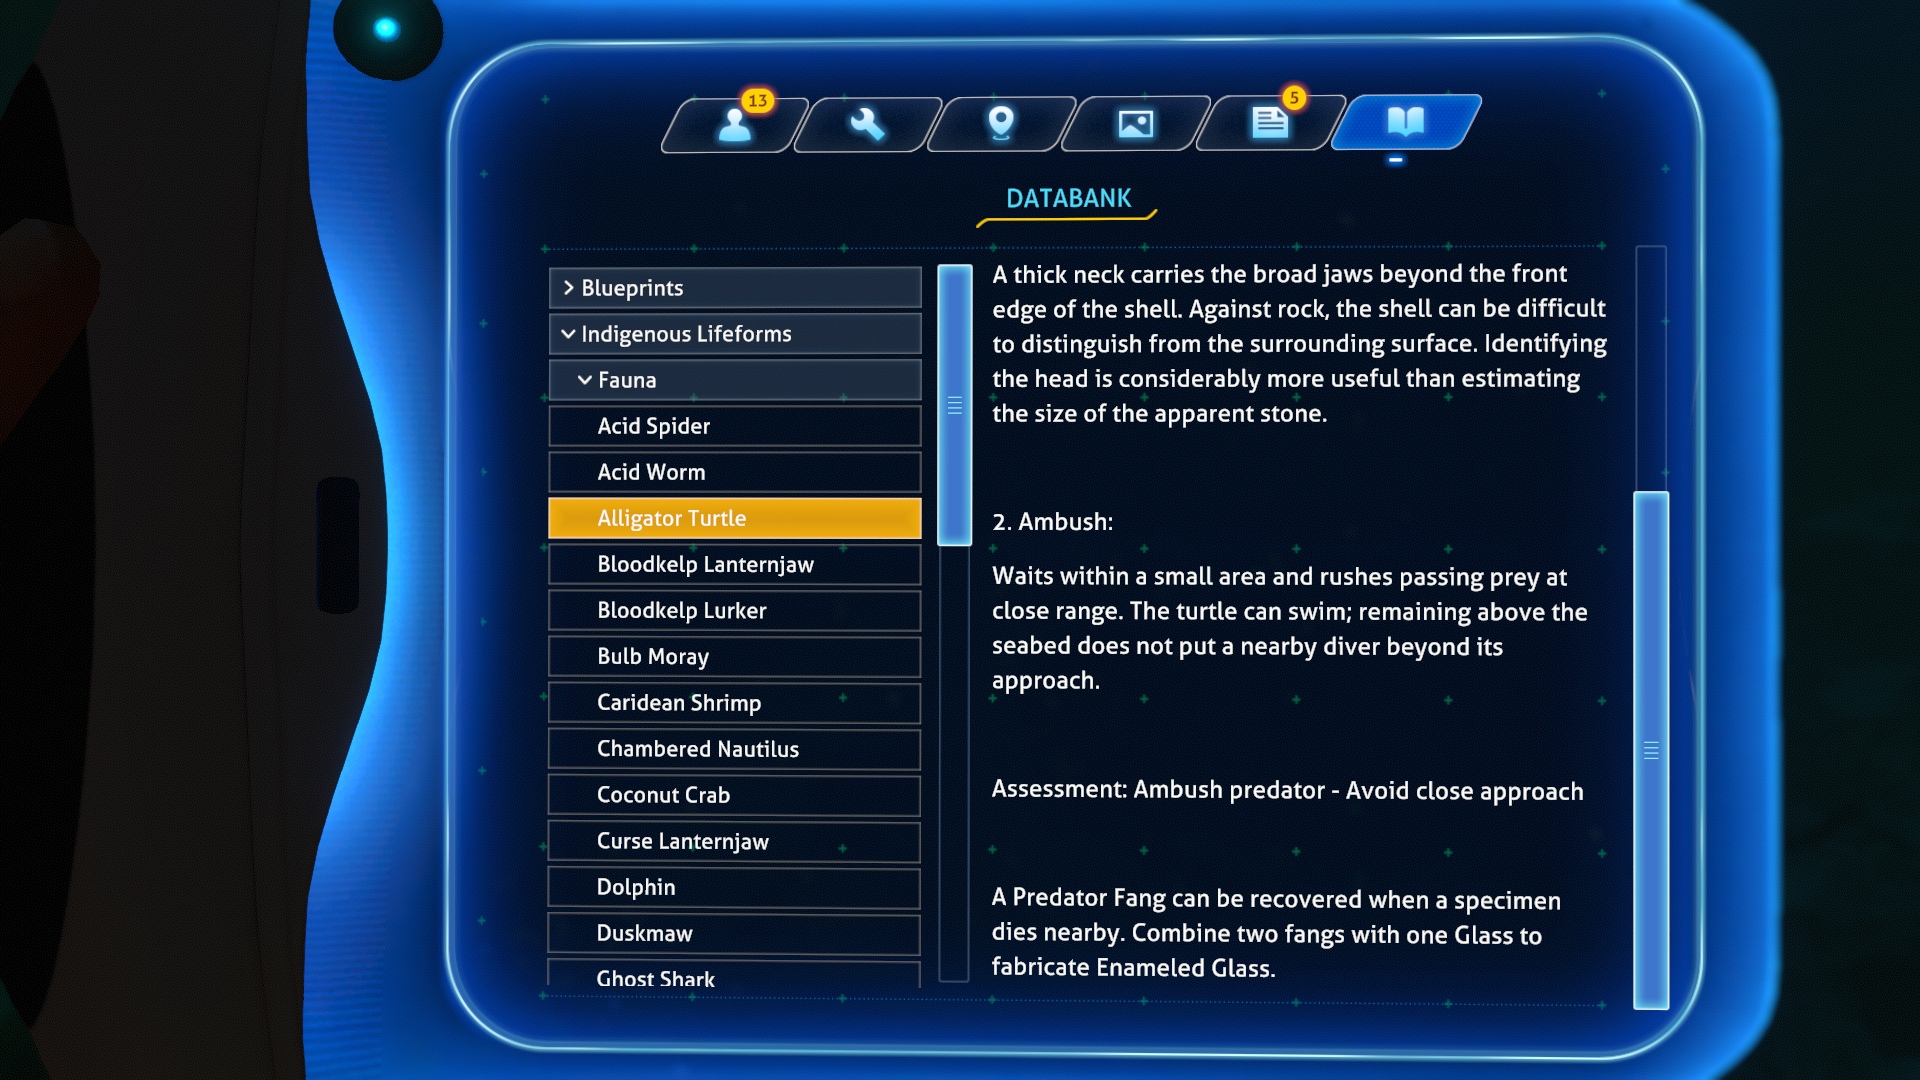 13
5
DATABANK
Blueprints
Indigenous Lifeforms
Fauna
Acid Spider
Acid Worm
Alligator Turtle
Bloodkelp Lanternjaw
Bloodkelp Lurker
Bulb Moray
Caridean Shrimp
Chambered Nautilus
Coconut Crab
Curse Lanternjaw
Dolphin
Duskmaw
Ghost Shark
A thick neck carries the broad jaws beyond the front
edge of the shell. Against rock, the shell can be difficult
to distinguish from the surrounding surface. Identifying
the head is considerably more useful than estimating
the size of the apparent stone.
2. Ambush:
Waits within a small area and rushes passing prey at
close range. The turtle can swim; remaining above the
seabed does not put a nearby diver beyond its
approach.
Assessment: Ambush predator - Avoid close approach
A Predator Fang can be recovered when a specimen
dies nearby. Combine two fangs with one Glass to
fabricate Enameled Glass.